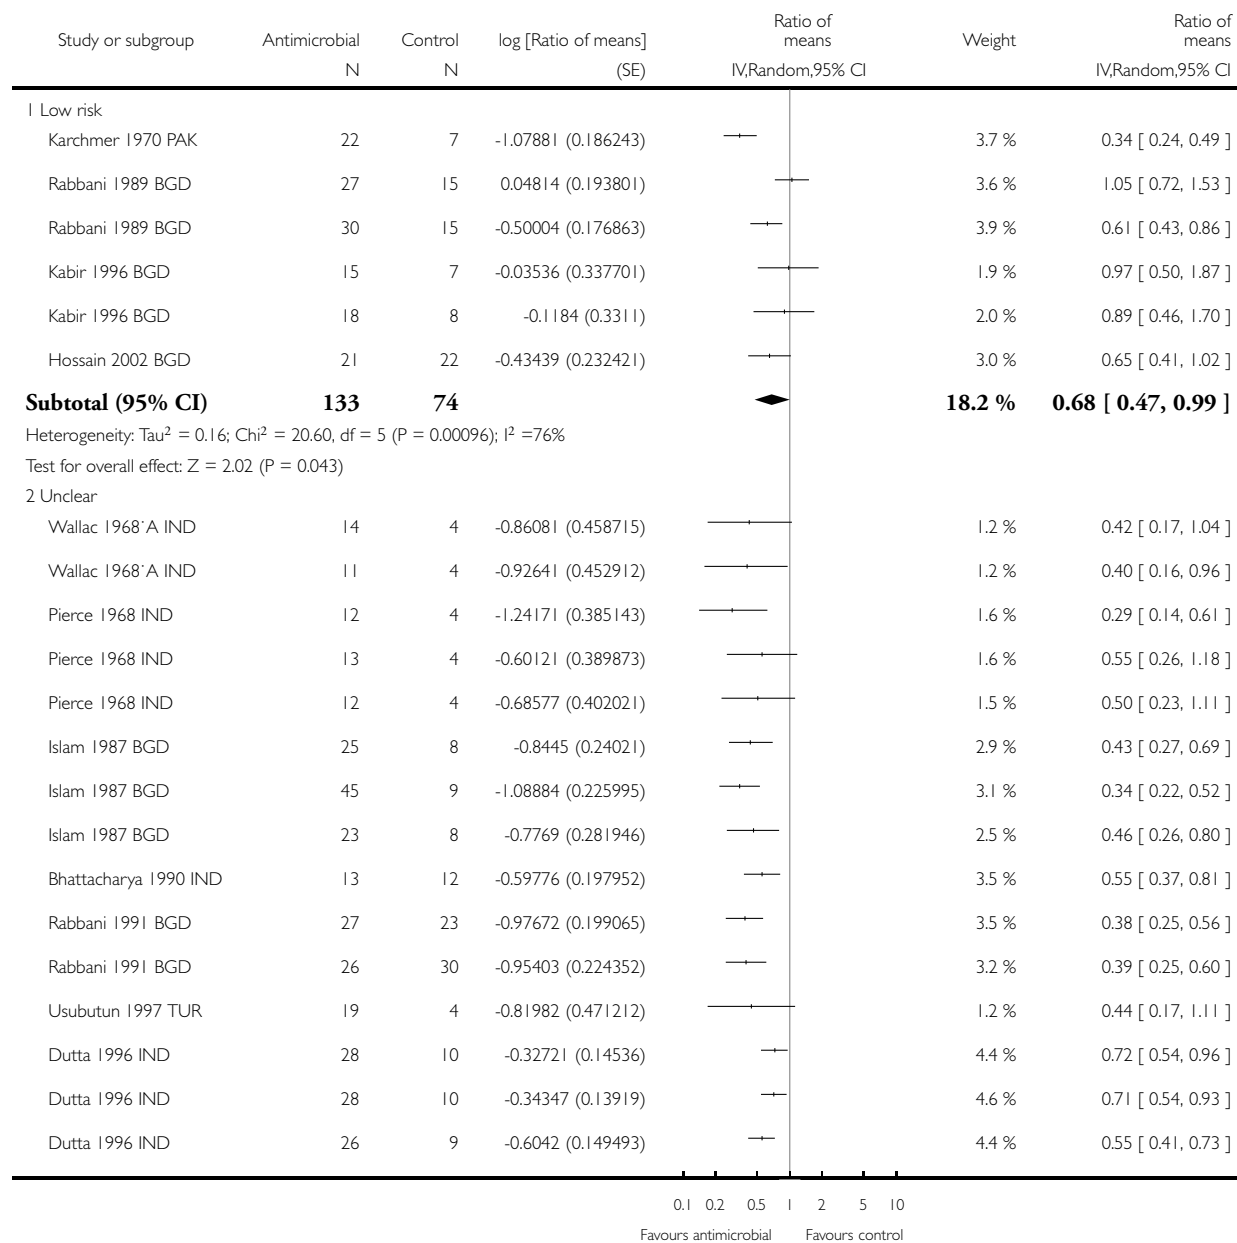 Study or subgroup Antimicrobial Control log [Ratio of means] Ratio of means Weight Ratio of means
N N (SE) IV,Random,95% CI IV,Random,95% CI
1 Low risk
Karchmer 1970 PAK 22 7 -1.07881 (0.186243) 3.7 % 0.34 [ 0.24, 0.49 ]
Rabbani 1989 BGD 27 15 0.04814 (0.193801) 3.6 % 1.05 [ 0.72, 1.53 ]
Rabbani 1989 BGD 30 15 -0.50004 (0.176863) 3.9 % 0.61 [ 0.43, 0.86 ]
Kabir 1996 BGD 15 7 -0.03536 (0.337701) 1.9 % 0.97 [ 0.50, 1.87 ]
Kabir 1996 BGD 18 8 -0.1184 (0.3311) 2.0 % 0.89 [ 0.46, 1.70 ]
Hossain 2002 BGD 21 22 -0.43439 (0.232421) 3.0 % 0.65 [ 0.41, 1.02 ]
Subtotal (95% CI) 133 74 18.2 % 0.68 [ 0.47, 0.99 ]
Heterogeneity: Tau² = 0.16; Chi² = 20.60, df = 5 (P = 0.00096); I² =76%
Test for overall effect: Z = 2.02 (P = 0.043)
2 Unclear
Wallac 1968˙A IND 14 4 -0.86081 (0.458715) 1.2 % 0.42 [ 0.17, 1.04 ]
Wallac 1968˙A IND 11 4 -0.92641 (0.452912) 1.2 % 0.40 [ 0.16, 0.96 ]
Pierce 1968 IND 12 4 -1.24171 (0.385143) 1.6 % 0.29 [ 0.14, 0.61 ]
Pierce 1968 IND 13 4 -0.60121 (0.389873) 1.6 % 0.55 [ 0.26, 1.18 ]
Pierce 1968 IND 12 4 -0.68577 (0.402021) 1.5 % 0.50 [ 0.23, 1.11 ]
Islam 1987 BGD 25 8 -0.8445 (0.24021) 2.9 % 0.43 [ 0.27, 0.69 ]
Islam 1987 BGD 45 9 -1.08884 (0.225995) 3.1 % 0.34 [ 0.22, 0.52 ]
Islam 1987 BGD 23 8 -0.7769 (0.281946) 2.5 % 0.46 [ 0.26, 0.80 ]
Bhattacharya 1990 IND 13 12 -0.59776 (0.197952) 3.5 % 0.55 [ 0.37, 0.81 ]
Rabbani 1991 BGD 27 23 -0.97672 (0.199065) 3.5 % 0.38 [ 0.25, 0.56 ]
Rabbani 1991 BGD 26 30 -0.95403 (0.224352) 3.2 % 0.39 [ 0.25, 0.60 ]
Usubutun 1997 TUR 19 4 -0.81982 (0.471212) 1.2 % 0.44 [ 0.17, 1.11 ]
Dutta 1996 IND 28 10 -0.32721 (0.14536) 4.4 % 0.72 [ 0.54, 0.96 ]
Dutta 1996 IND 28 10 -0.34347 (0.13919) 4.6 % 0.71 [ 0.54, 0.93 ]
Dutta 1996 IND 26 9 -0.6042 (0.149493) 4.4 % 0.55 [ 0.41, 0.73 ]
0.1 0.2 0.5 1 2 5 10
Favours antimicrobial Favours control